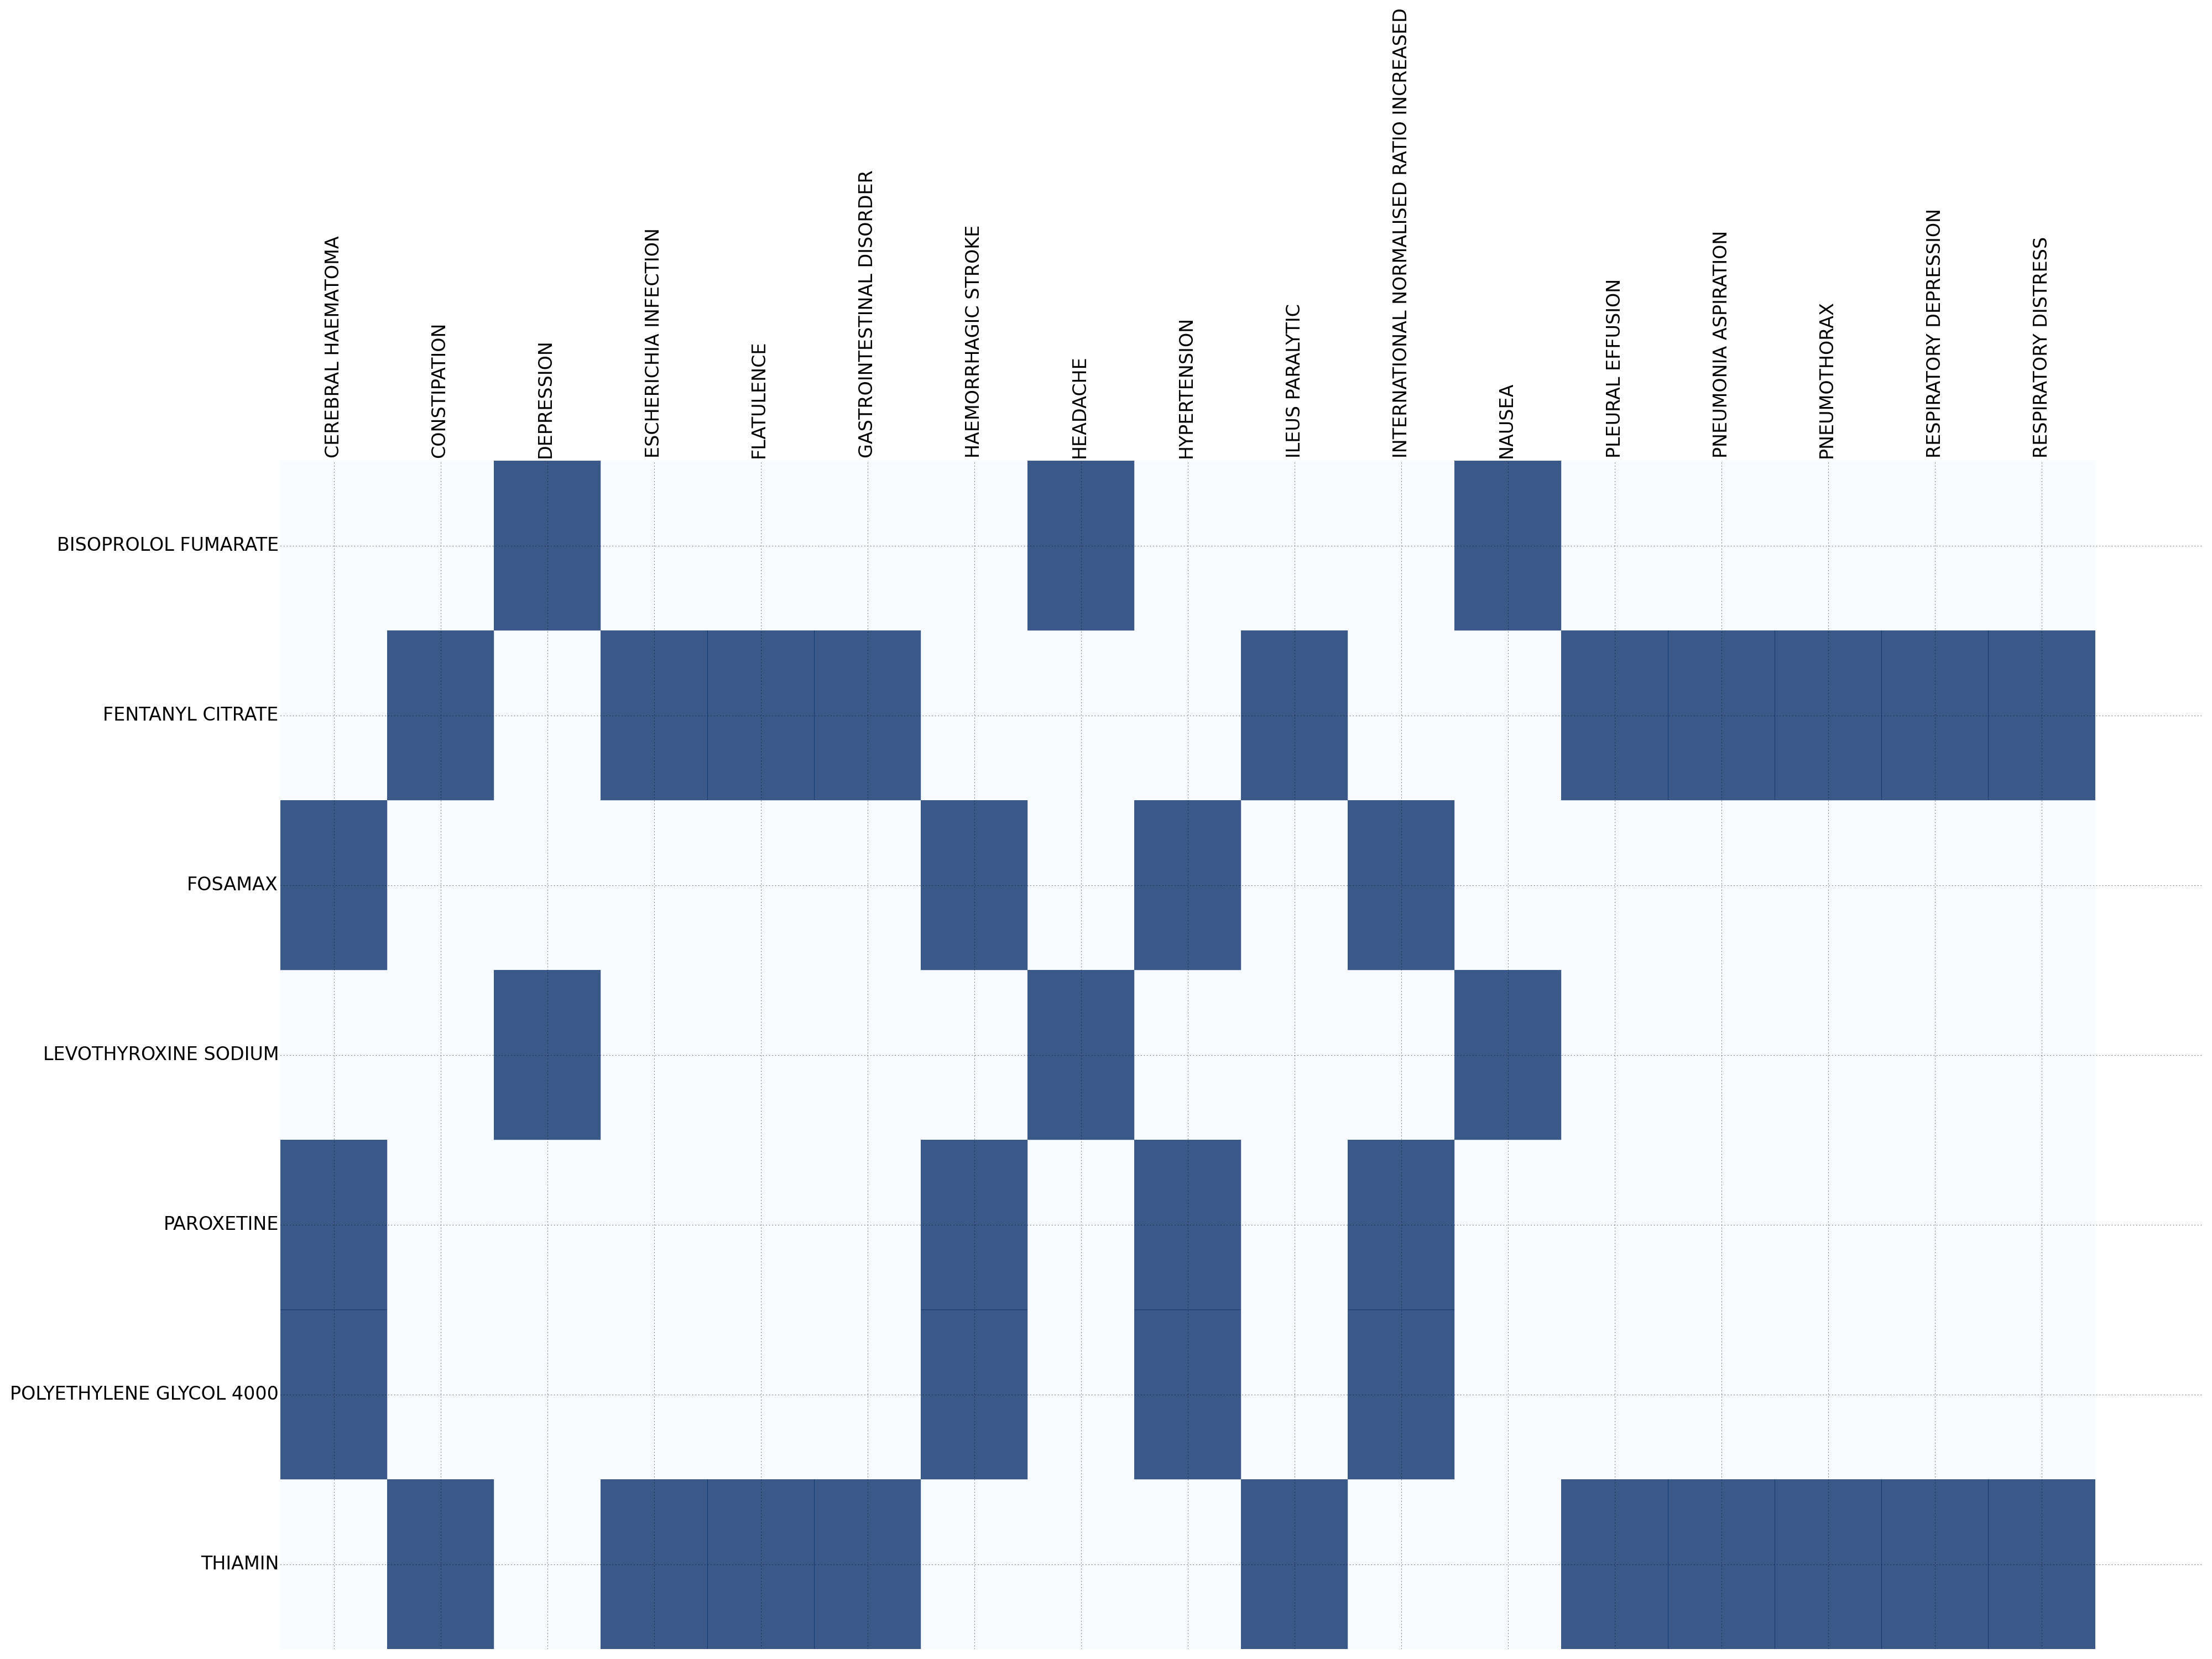 CEREBRAL HAEMATOMA
CONSTIPATION
DEPRESSION
ESCHERICHIA INFECTION
FLATULENCE
GASTROINTESTINAL DISORDER
HAEMORRHAGIC STROKE
HEADACHE
HYPERTENSION
ILEUS PARALYTIC
INTERNATIONAL NORMALISED RATIO INCREASED
NAUSEA
PLEURAL EFFUSION
PNEUMONIA ASPIRATION
PNEUMOTHORAX
RESPIRATORY DEPRESSION
RESPIRATORY DISTRESS
BISOPROLOL FUMARATE
FENTANYL CITRATE
FOSAMAX
LEVOTHYROXINE SODIUM
PAROXETINE
POLYETHYLENE GLYCOL 4000
THIAMIN